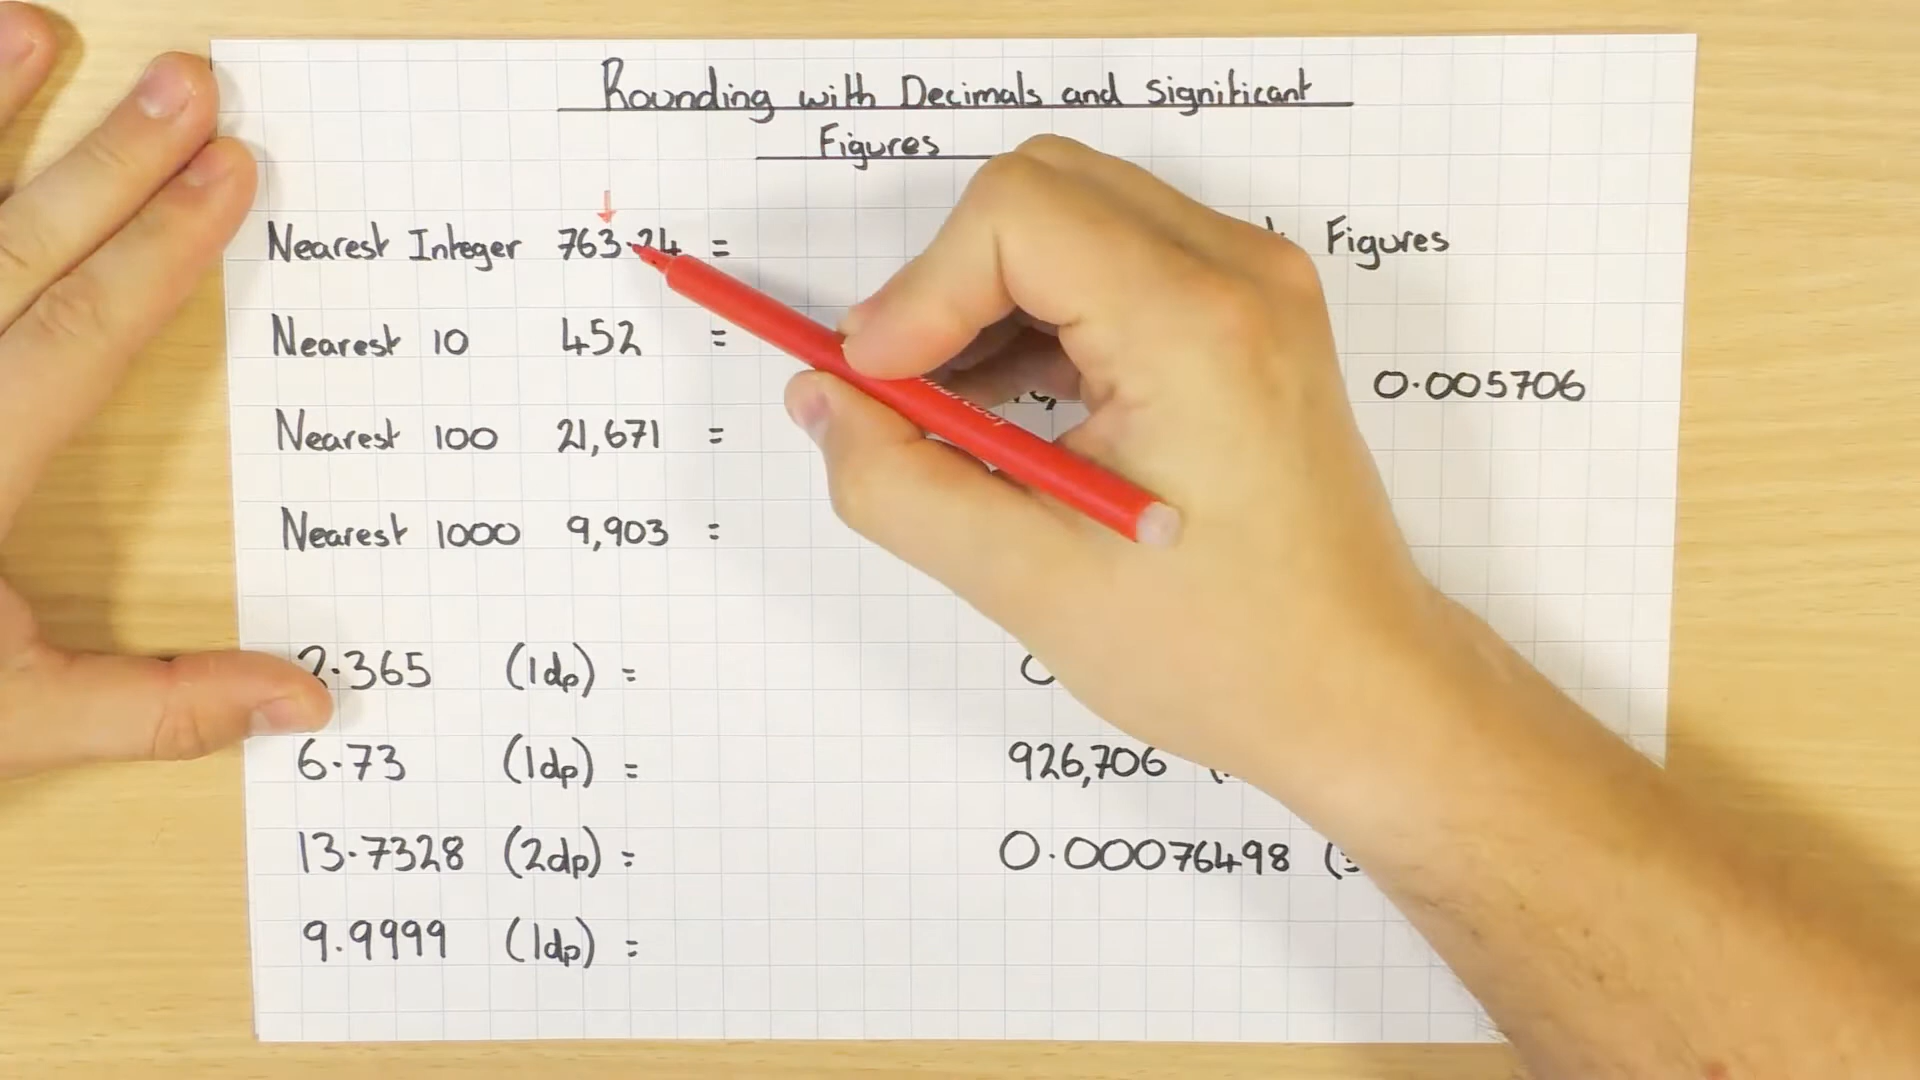 Rounding with Decimals and Significant
Figures
Nearest Integer 763.24 =
Nearest 10 452 =
Nearest 100 21,671 =
Nearest 1000 9,903 =
2.365 (1dp) =
6.73 (1dp) =
13.7328 (2dp) =
9.9999 (1dp) =
Figures
0.005706
926,706
0.00076498